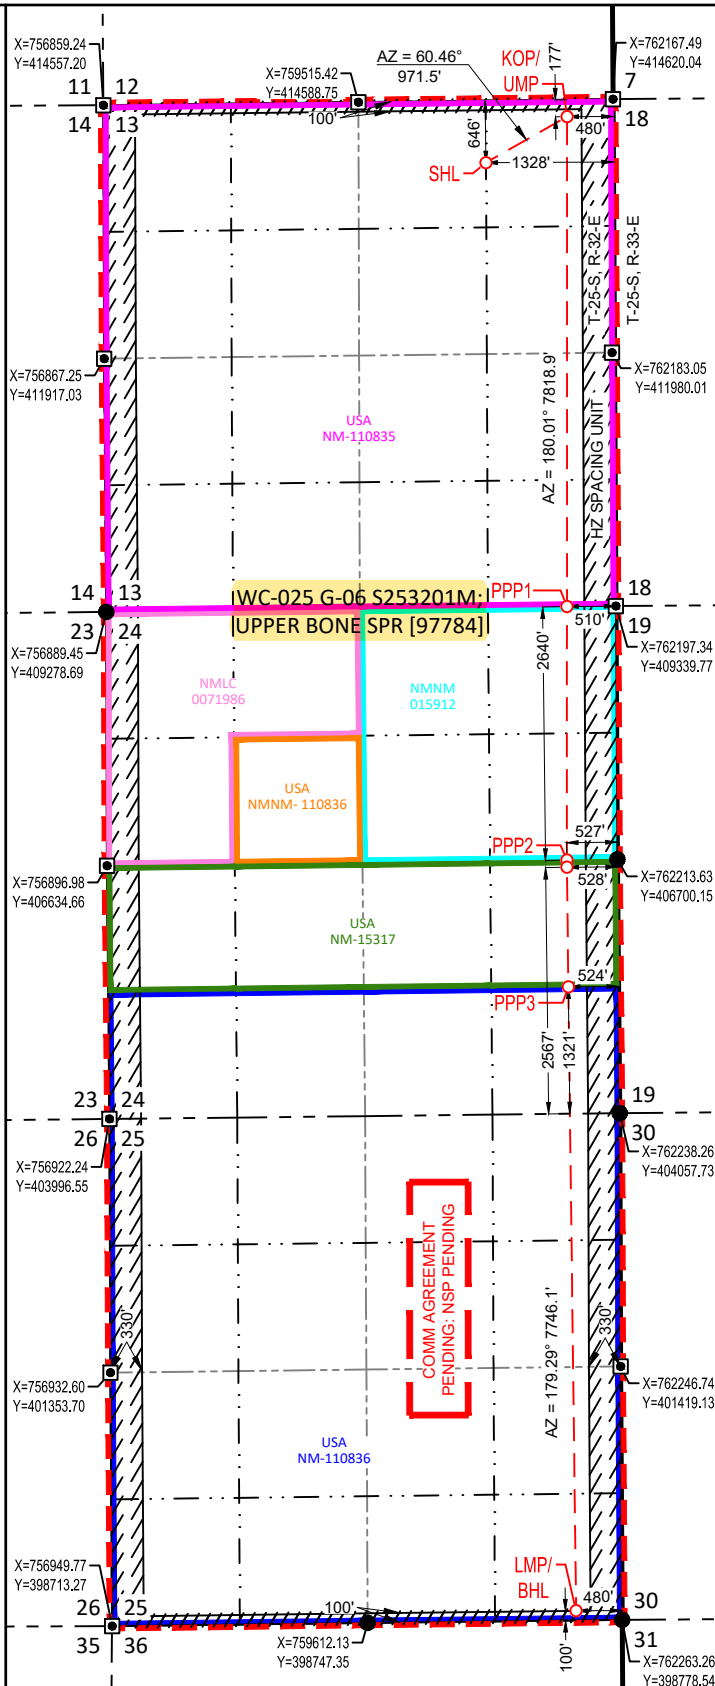 X=756859.24
Y=414557.20
X=759515.42
Y=414588.75
AZ = 60.46°
971.5'
KOP/
UMP
177'
X=762167.49
Y=414620.04
11 12
14 13
7
18
100'
646'
480'
SHL
1328'
T-25-S, R-32-E
T-25-S, R-33-E
X=756867.25
Y=411917.03
X=762183.05
Y=411980.01
USA
NM-110835
AZ = 180.01° 7818.9'
HZ SPACING UNIT
14 13
23 24
WC-025 G-06 S253201M;
UPPER BONE SPR [97784]
PPP1
18
19
510'
X=756889.45
Y=409278.69
X=762197.34
Y=409339.77
2640'
NMLC
0071986
NMNM
015912
USA
NMNM- 110836
PPP2
527'
528'
X=756896.98
Y=406634.66
X=762213.63
Y=406700.15
USA
NM-15317
524'
PPP3
2567'
1321'
23 24
26 25
19
30
X=756922.24
Y=403996.55
X=762238.26
Y=404057.73
COMM AGREEMENT
PENDING: NSP PENDING
330'
330'
AZ = 179.29° 7746.1'
X=756932.60
Y=401353.70
X=762246.74
Y=401419.13
USA
NM-110836
X=756949.77
Y=398713.27
LMP/
BHL
480'
26 25
35 36
100'
30
31
X=759612.13
Y=398747.35
100'
X=762263.26
Y=398778.54